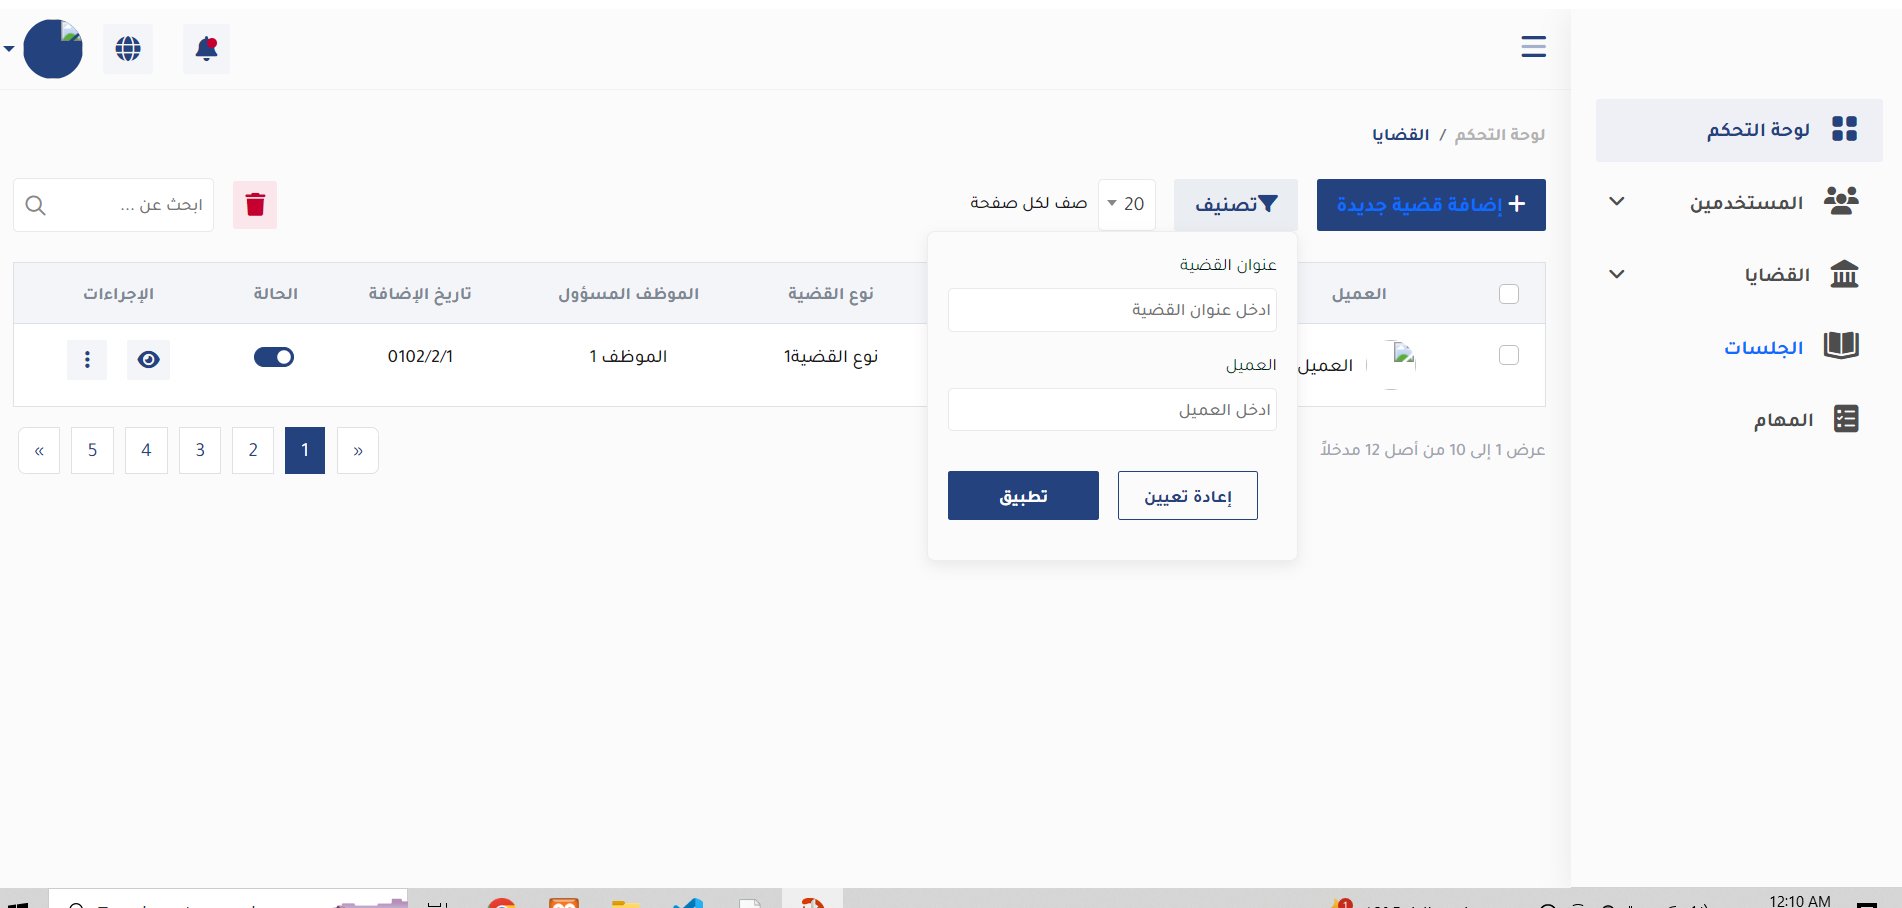 لوحة التحكم
المستخدمين
القضايا
الجلسات
المهام
لوحة التحكم / القضايا
+ إضافة قضية جديدة
تصنيف
20
صف لكل صفحة
ابحث عن ...
العميل
نوع القضية
الموظف المسؤول
تاريخ الإضافة
الحالة
الإجراءات
العميل
نوع القضية1
الموظف 1
0102/2/1
عنوان القضية
ادخل عنوان القضية
العميل
ادخل العميل
إعادة تعيين
تطبيق
عرض 1 إلى 10 من أصل 12 مدخلاً
« 1 2 3 4 5 »
12:10 AM